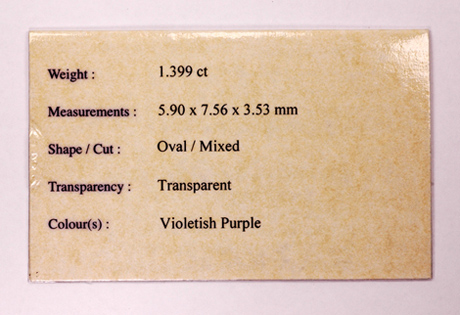 Weight : 1.399 ct
Measurements : 5.90 x 7.56 x 3.53 mm
Shape / Cut : Oval / Mixed
Transparency : Transparent
Colour(s) : Violetish Purple